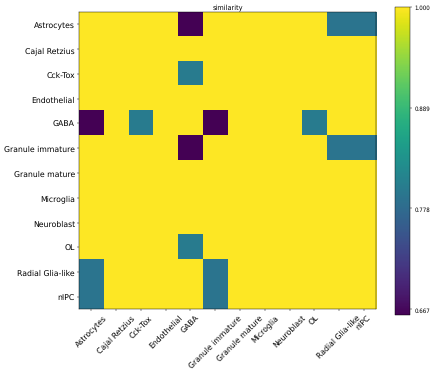 similarity
Astrocytes
Cajal Retzius
Cck-Tox
Endothelial
GABA
Granule immature
Granule mature
Microglia
Neuroblast
OL
Radial Glia-like
nIPC
Astrocytes
Cajal Retzius
Cck-Tox
Endothelial
GABA
Granule immature
Granule mature
Microglia
Neuroblast
OL
Radial Glia-like
nIPC
1.000
0.889
0.778
0.667